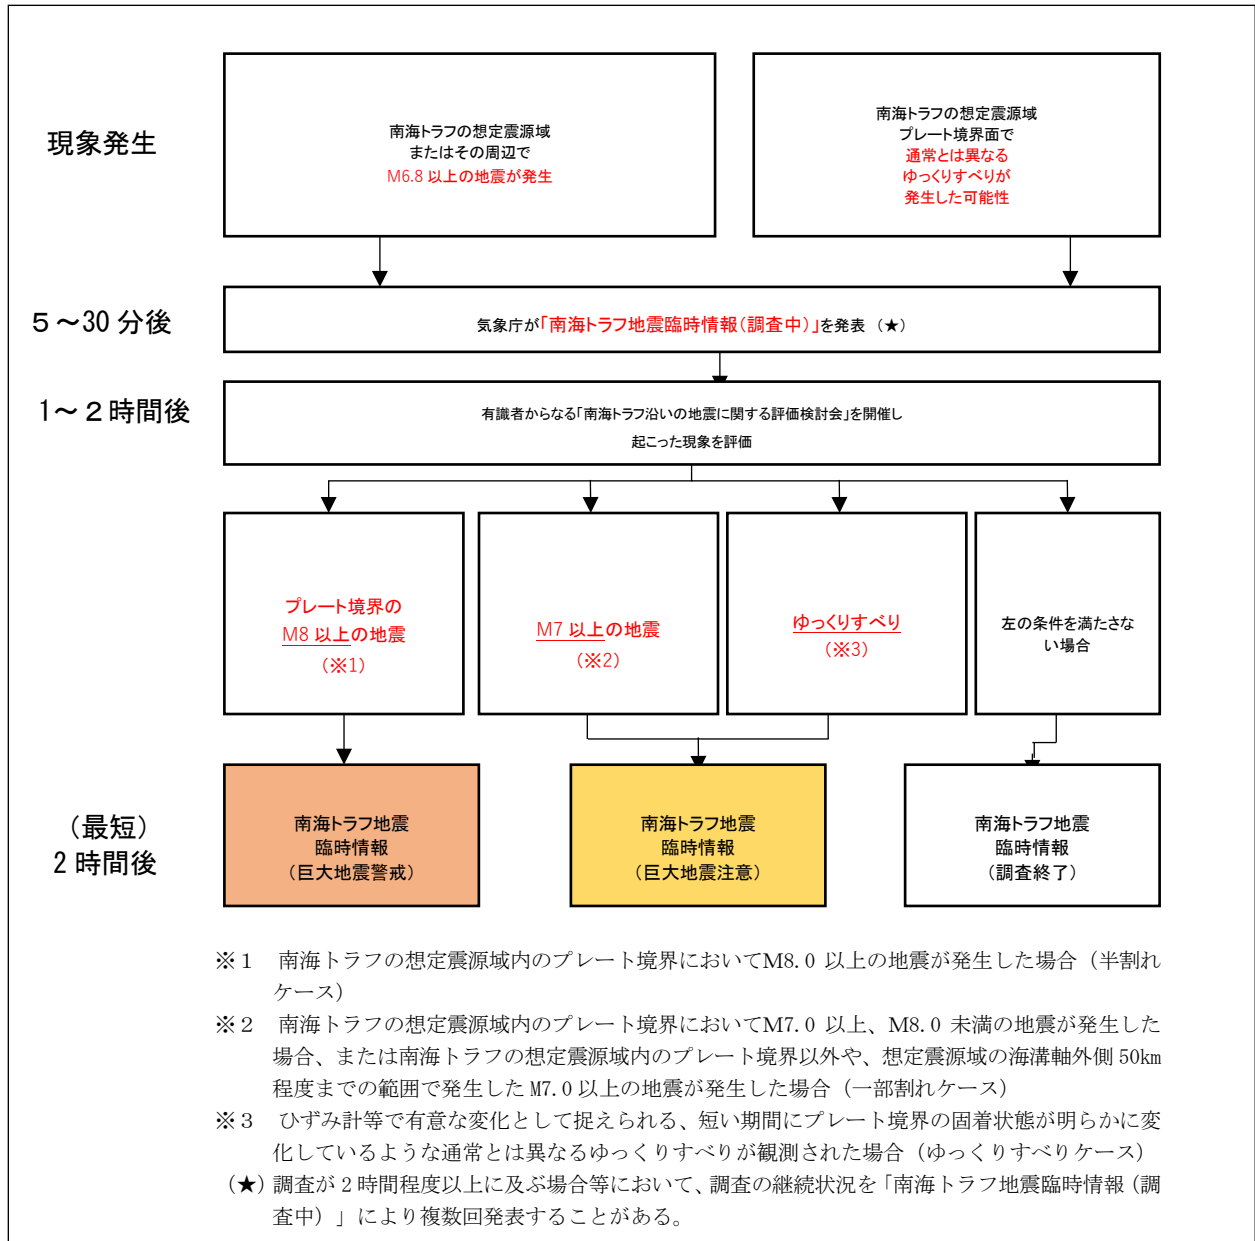 現象発生
南海トラフの想定震源域
またはその周辺で
M6.8 以上の地震が発生
南海トラフの想定震源域
プレート境界面で
通常とは異なる
ゆっくりすべりが
発生した可能性
５～30 分後
気象庁が「南海トラフ地震臨時情報（調査中）」を発表 （★）
1～２時間後
有識者からなる「南海トラフ沿いの地震に関する評価検討会」を開催し
起こった現象を評価
プレート境界の
M8 以上の地震
（※1）
M7 以上の地震
（※2）
ゆっくりすべり
（※3）
左の条件を満たさな
い場合
（最短）
2 時間後
南海トラフ地震
臨時情報
（巨大地震警戒）
南海トラフ地震
臨時情報
（巨大地震注意）
南海トラフ地震
臨時情報
（調査終了）
※１　南海トラフの想定震源域内のプレート境界においてM8.0 以上の地震が発生した場合（半割れ
ケース）
※２　南海トラフの想定震源域内のプレート境界においてM7.0 以上、M8.0 未満の地震が発生した
場合、または南海トラフの想定震源域内のプレート境界以外や、想定震源域の海溝軸外側 50km
程度までの範囲で発生した M7.0 以上の地震が発生した場合（一部割れケース）
※３　ひずみ計等で有意な変化として捉えられる、短い期間にプレート境界の固着状態が明らかに変
化しているような通常とは異なるゆっくりすべりが観測された場合（ゆっくりすべりケース）
（★）調査が 2 時間程度以上に及ぶ場合等において、調査の継続状況を「南海トラフ地震臨時情報（調
査中）」により複数回発表することがある。